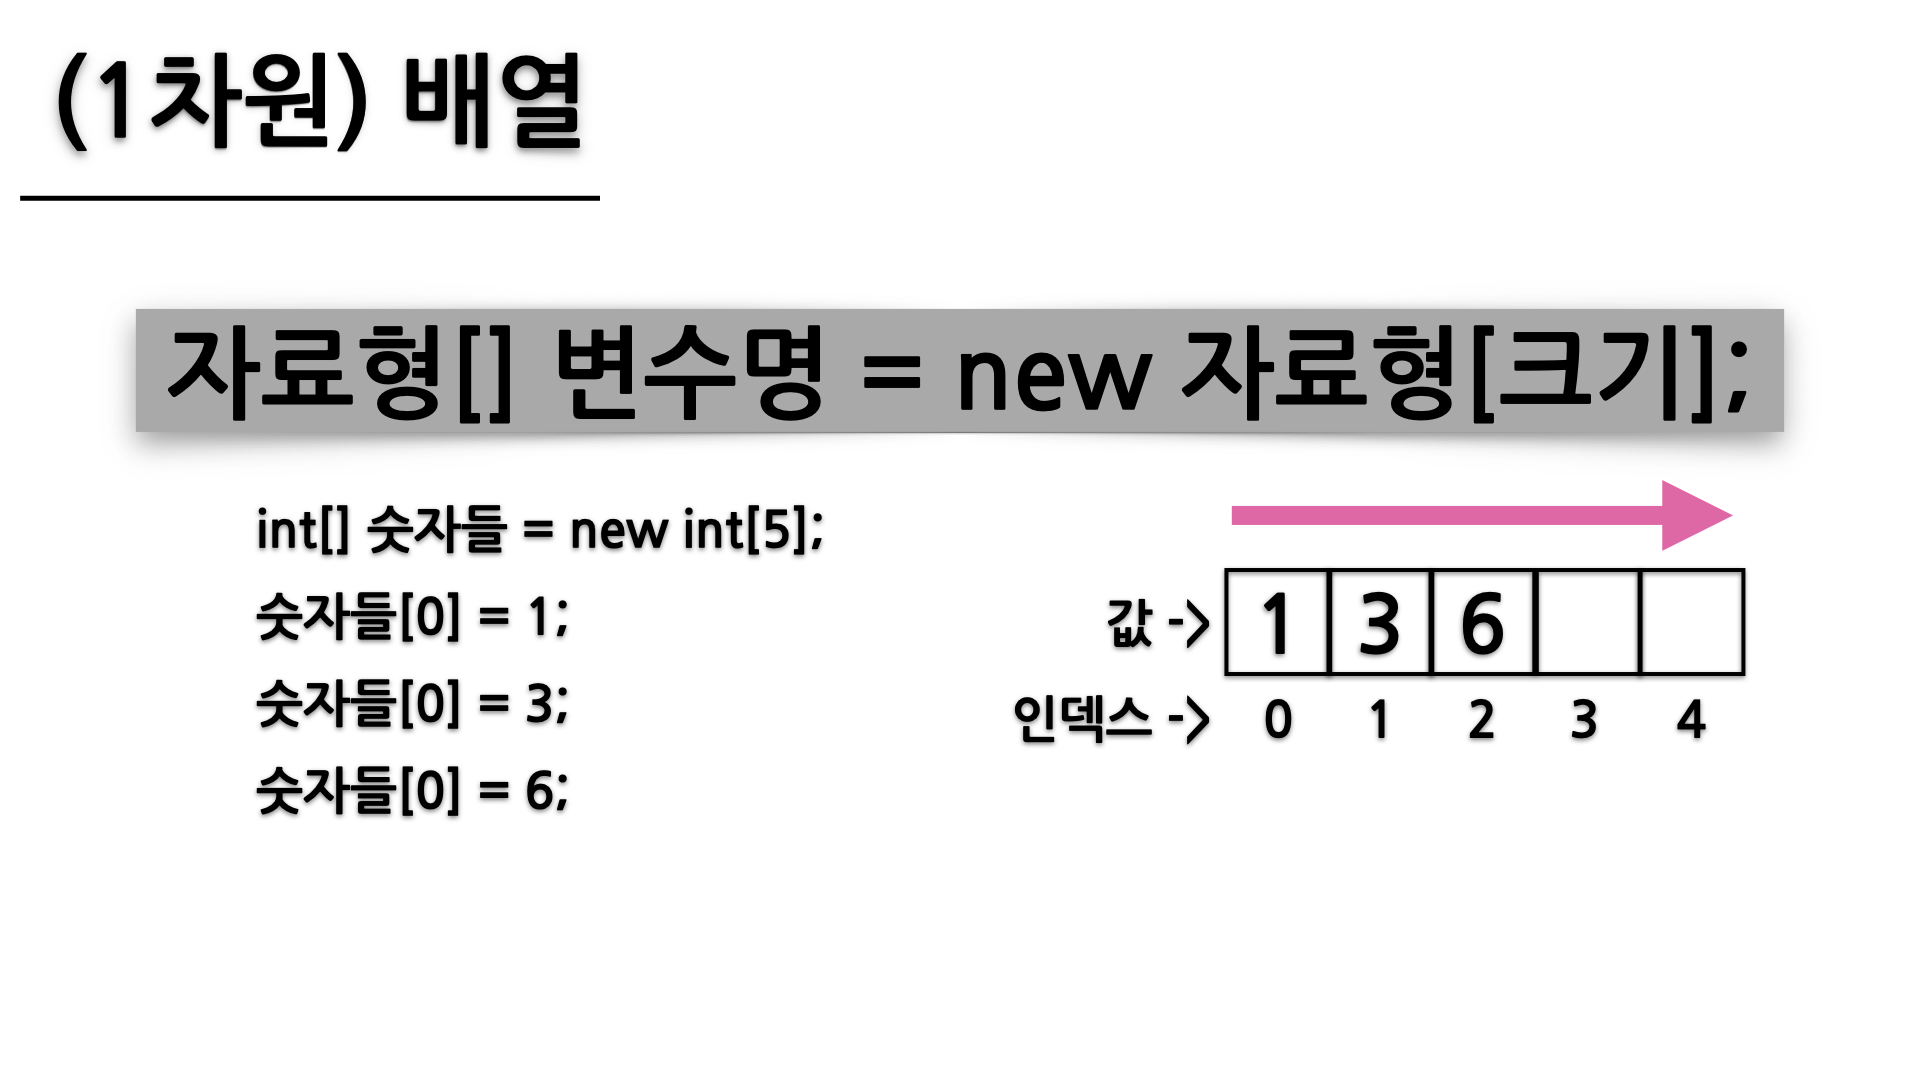 (1차원) 배열
자료형[] 변수명 = new 자료형[크기];
int[] 숫자들 = new int[5];
숫자들[0] = 1;
숫자들[0] = 3;
숫자들[0] = 6;
값 -> 1 3 6
인덱스 -> 0 1 2 3 4